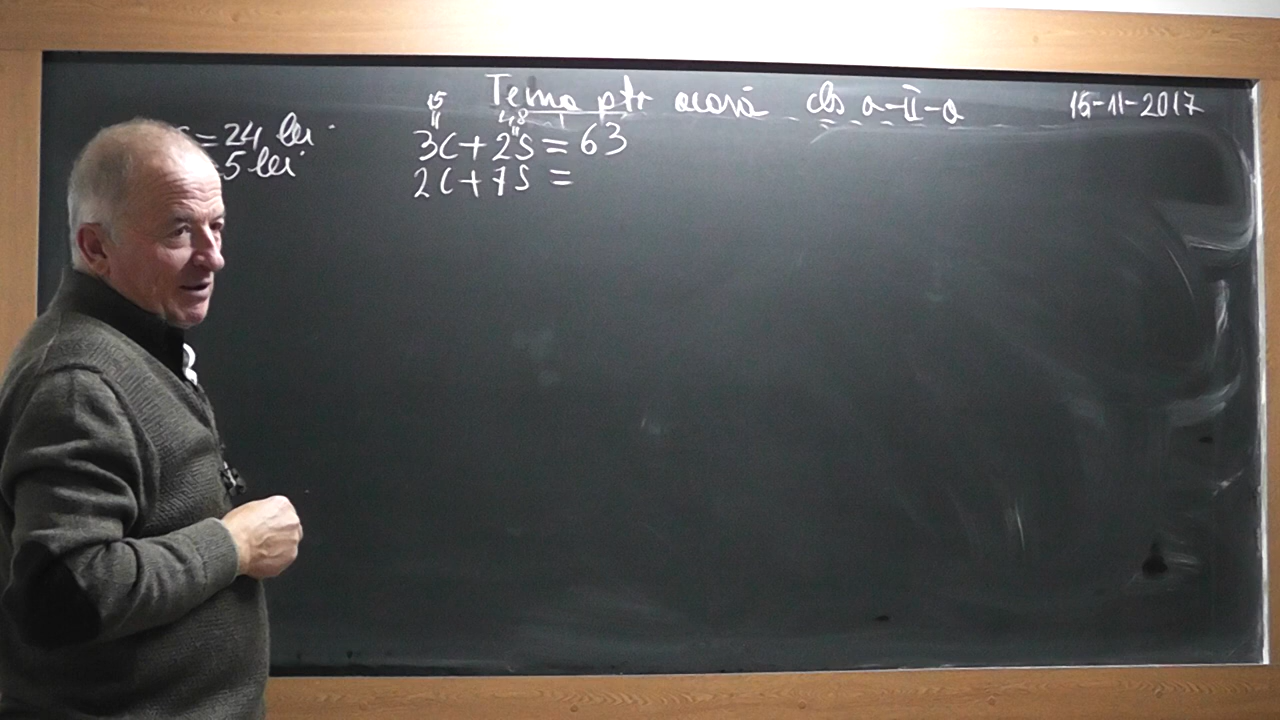 Tema ptr acasă cls a-II-a 15-11-2017
s = 24 lei
= 5 lei
15 48
" "
3C + 2S = 63
2C + 7S =